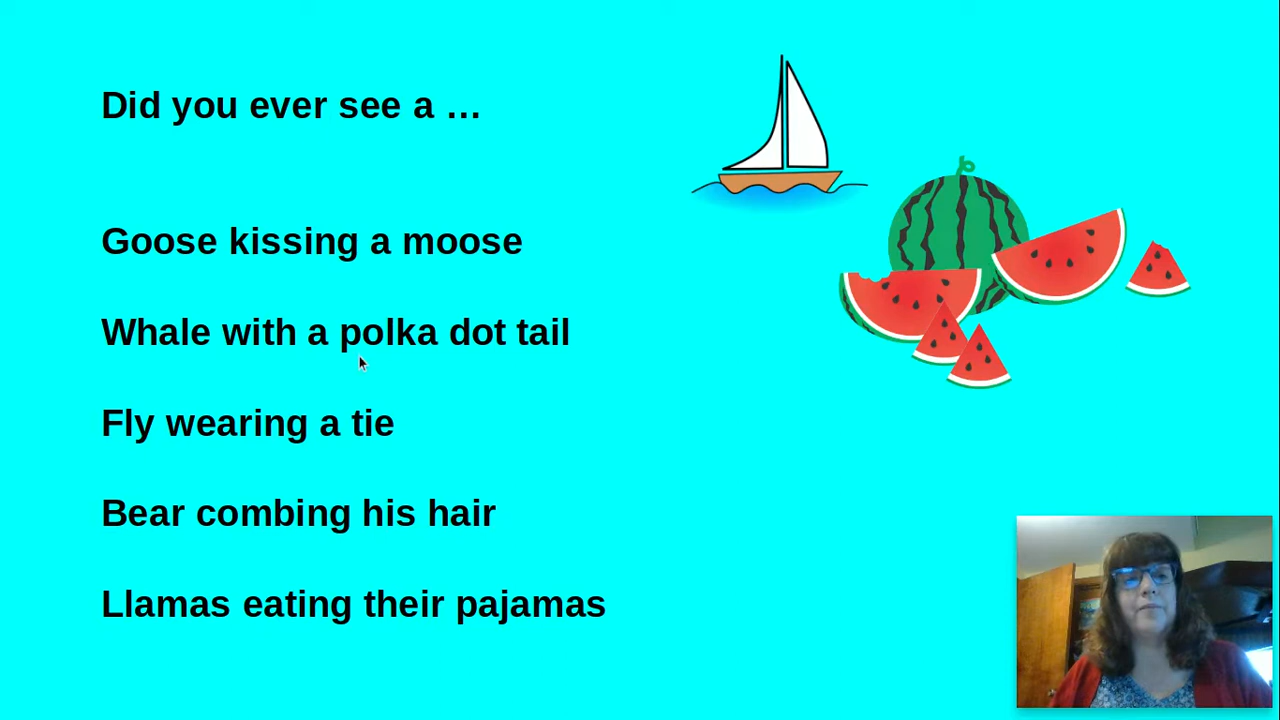 Did you ever see a …
Goose kissing a moose
Whale with a polka dot tail
Fly wearing a tie
Bear combing his hair
Llamas eating their pajamas